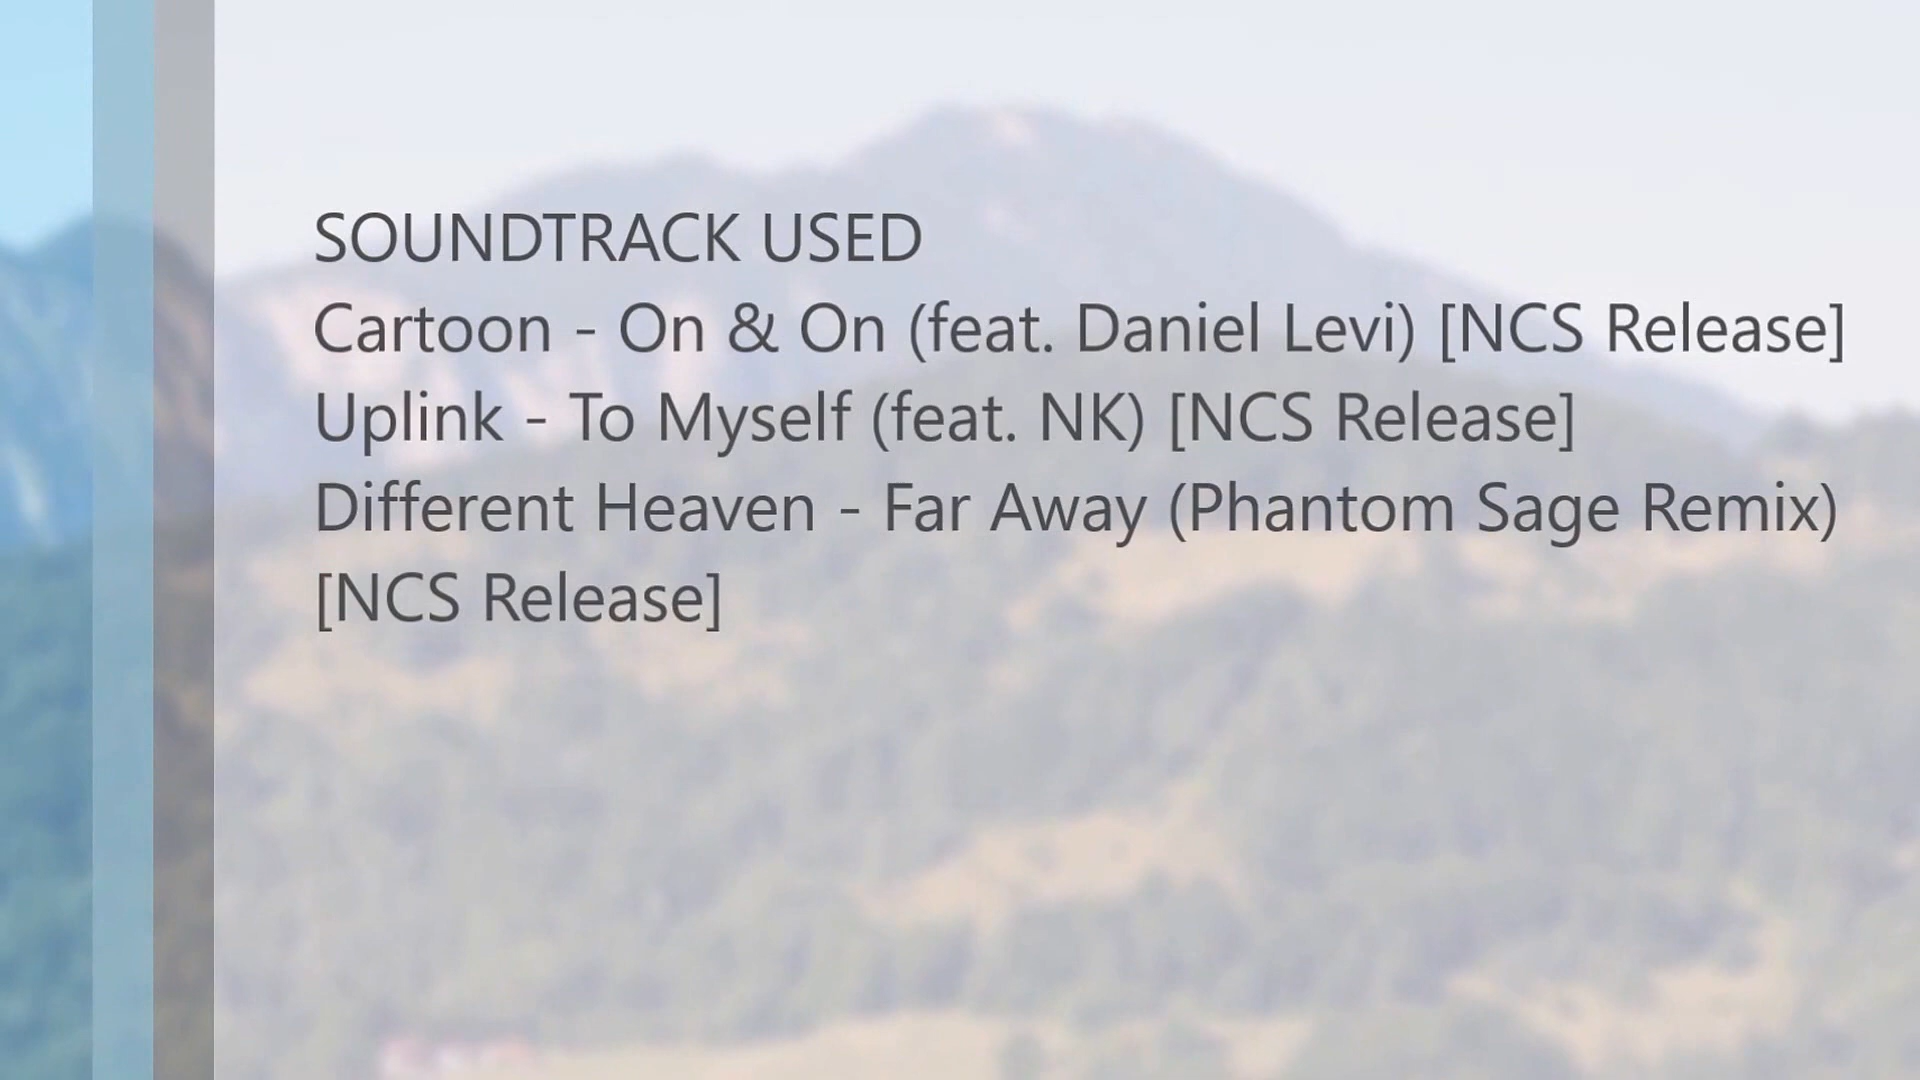 SOUNDTRACK USED
Cartoon - On & On (feat. Daniel Levi) [NCS Release]
Uplink - To Myself (feat. NK) [NCS Release]
Different Heaven - Far Away (Phantom Sage Remix)
[NCS Release]